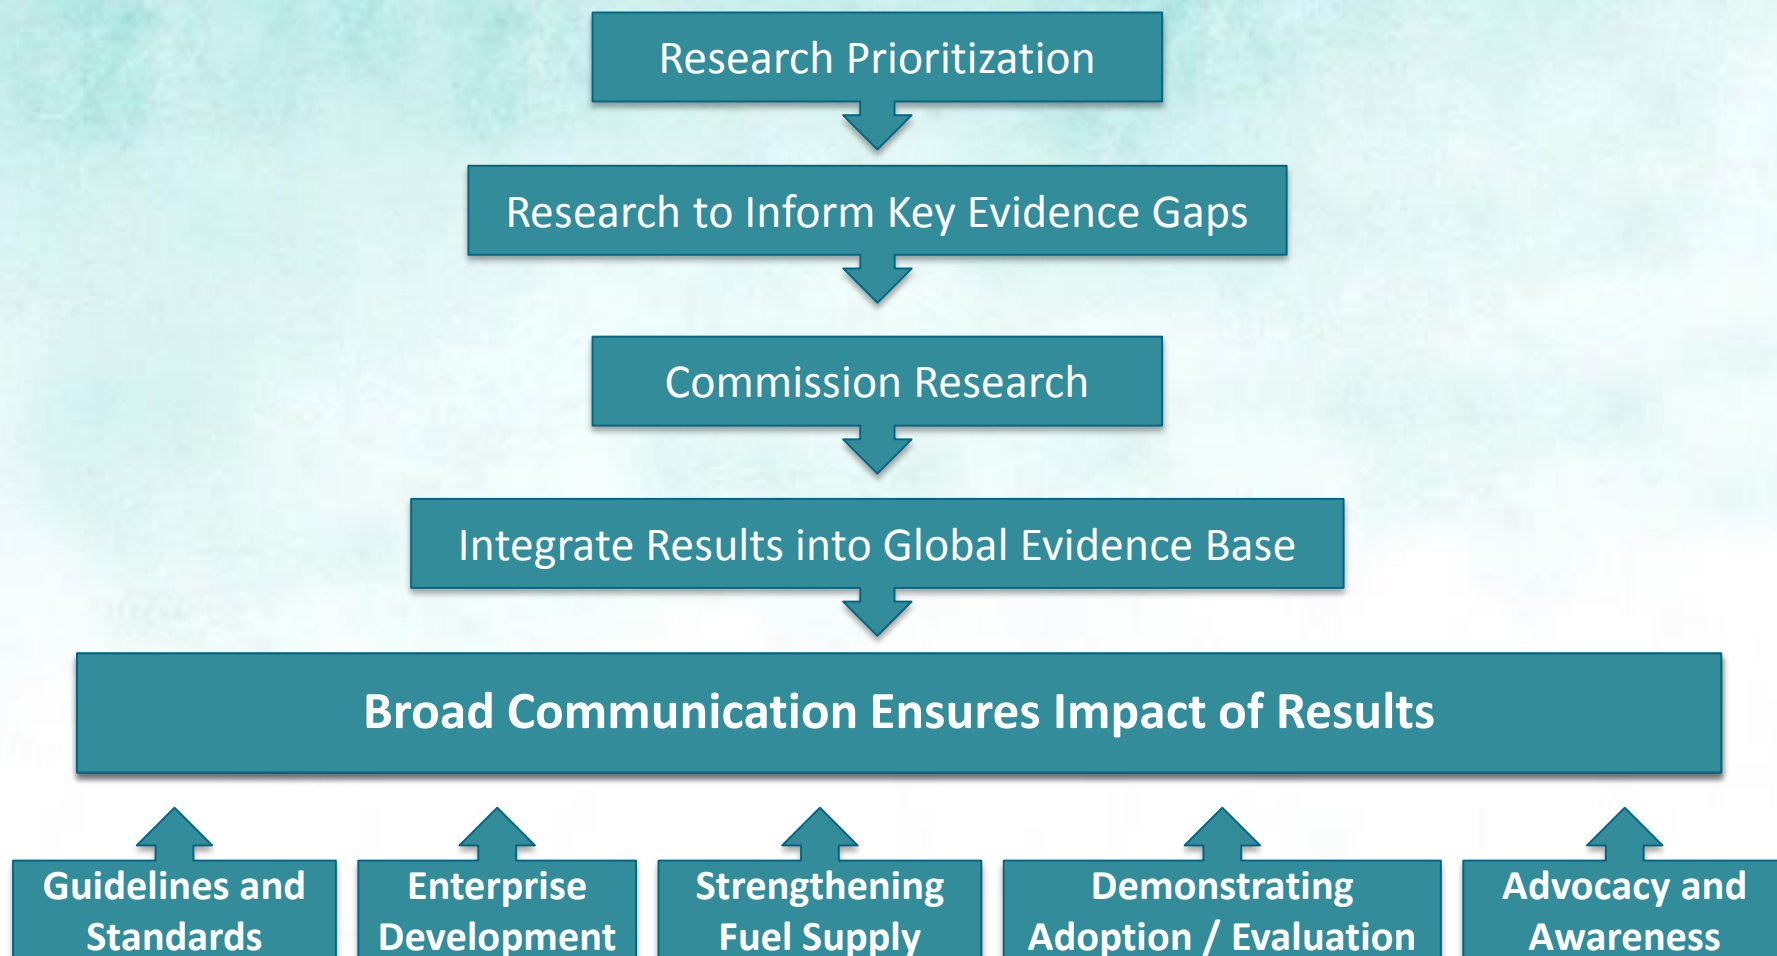 Research Prioritization
Research to Inform Key Evidence Gaps
Commission Research
Integrate Results into Global Evidence Base
Broad Communication Ensures Impact of Results
Guidelines and
Standards
Enterprise
Development
Strengthening
Fuel Supply
Demonstrating
Adoption / Evaluation
Advocacy and
Awareness